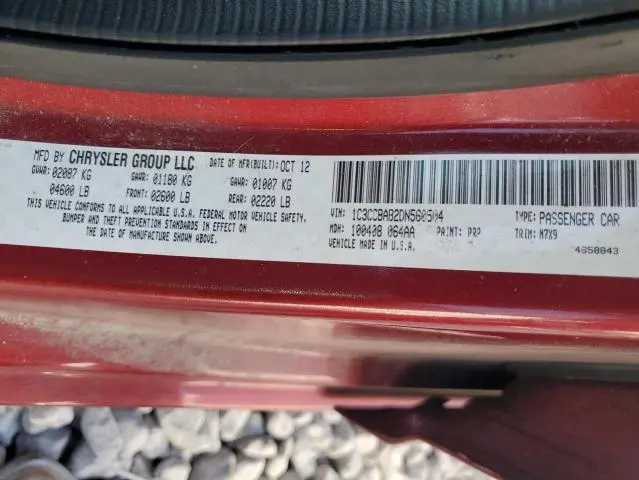 MFD BY CHRYSLER GROUP LLC DATE OF MFR(BUILT): OCT 12
GVWR: 02087 KG GAWR: 01180 KG GAWR: 01007 KG
04600 LB FRONT: 02600 LB REAR: 02220 LB
THIS VEHICLE CONFORMS TO ALL APPLICABLE U.S.A. FEDERAL MOTOR VEHICLE SAFETY,
BUMPER AND THEFT PREVENTION STANDARDS IN EFFECT ON
THE DATE OF MANUFACTURE SHOWN ABOVE.
VIN: 1C3CCBAB2DN560504 TYPE: PASSENGER CAR
MDH: 100408 064AA PAINT: PRP TRIM: N7X9
VEHICLE MADE IN U.S.A.
4658843